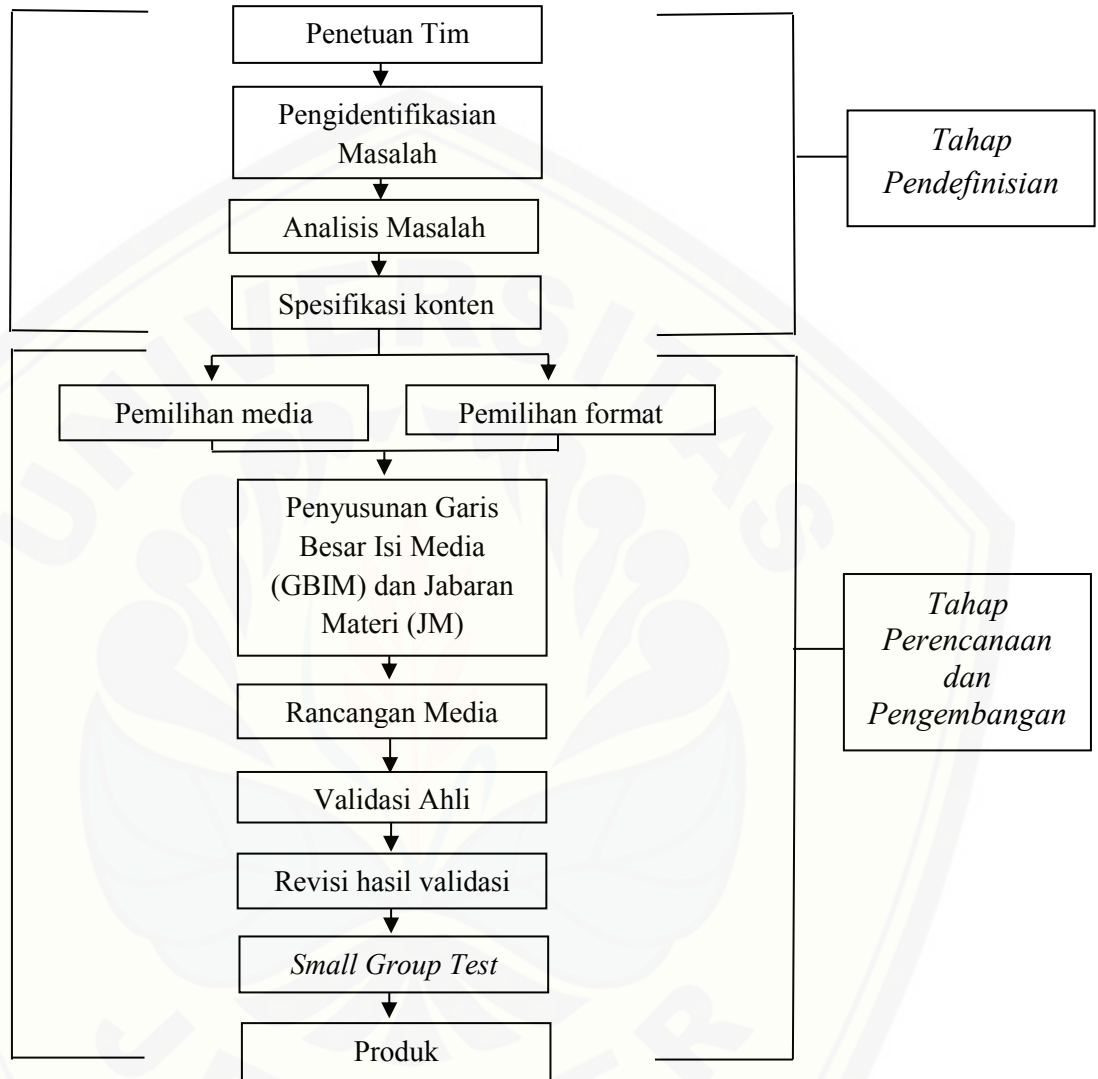 Penetuan Tim
Pengidentifikasian
Masalah
Analisis Masalah
Spesifikasi konten
Tahap
Pendefinisian
Pemilihan media
Pemilihan format
Penyusunan Garis
Besar Isi Media
(GBIM) dan Jabaran
Materi (JM)
Rancangan Media
Validasi Ahli
Revisi hasil validasi
Small Group Test
Produk
Tahap
Perencanaan
dan
Pengembangan
UNIVERSITAS